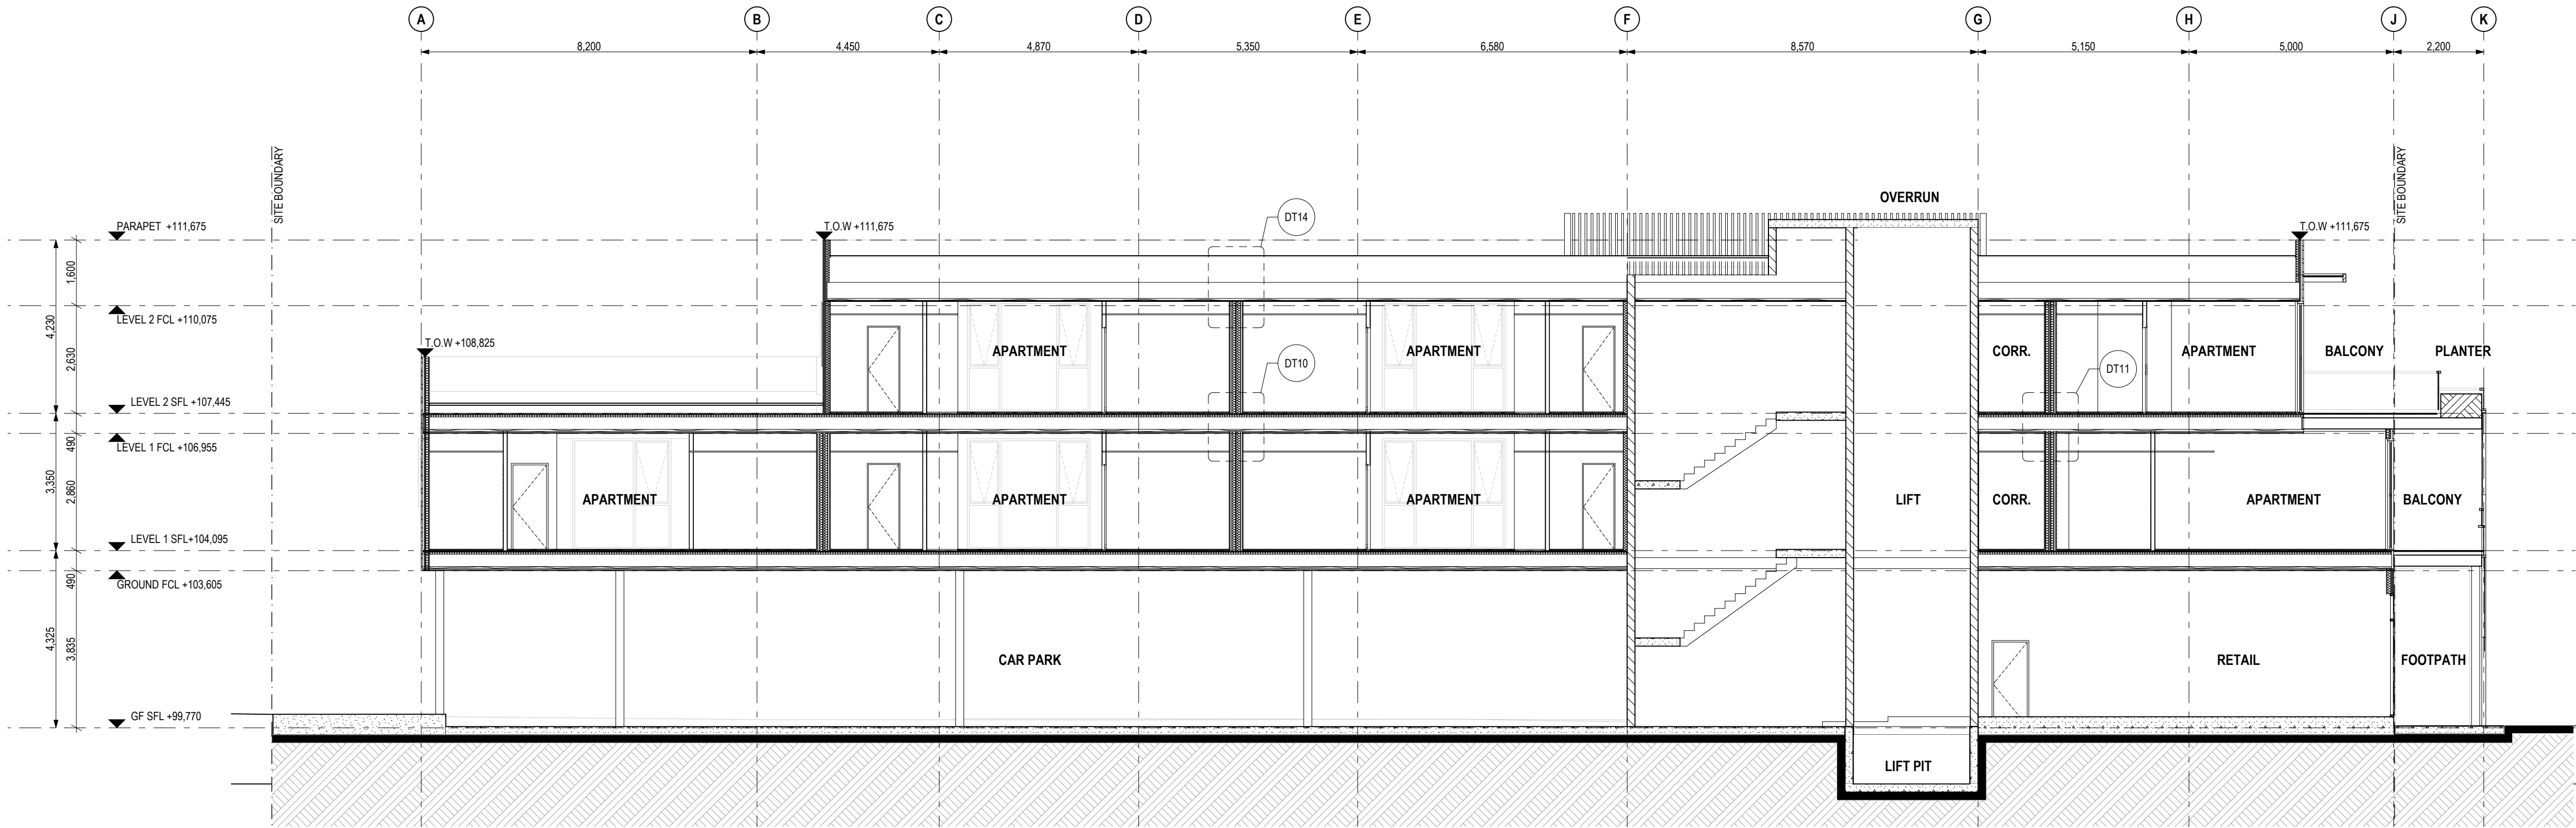 A B C D E F G H J K
8,200 4,450 4,870 5,350 6,580 8,570 5,150 5,000 2,200
SITE BOUNDARY
SITE BOUNDARY
OVERRUN
DT14
PARAPET +111,675
T.O.W +111,675
T.O.W +111,675
1,600
LEVEL 2 FCL +110,075
4,230
2,630
T.O.W +108,825
APARTMENT
APARTMENT
CORR.
APARTMENT
BALCONY
PLANTER
DT10
DT11
LEVEL 2 SFL +107,445
490
LEVEL 1 FCL +106,955
3,350
2,860
APARTMENT
APARTMENT
APARTMENT
LIFT
CORR.
APARTMENT
BALCONY
LEVEL 1 SFL+104,095
490
GROUND FCL +103,605
4,325
3,835
CAR PARK
RETAIL
FOOTPATH
GF SFL +99,770
LIFT PIT